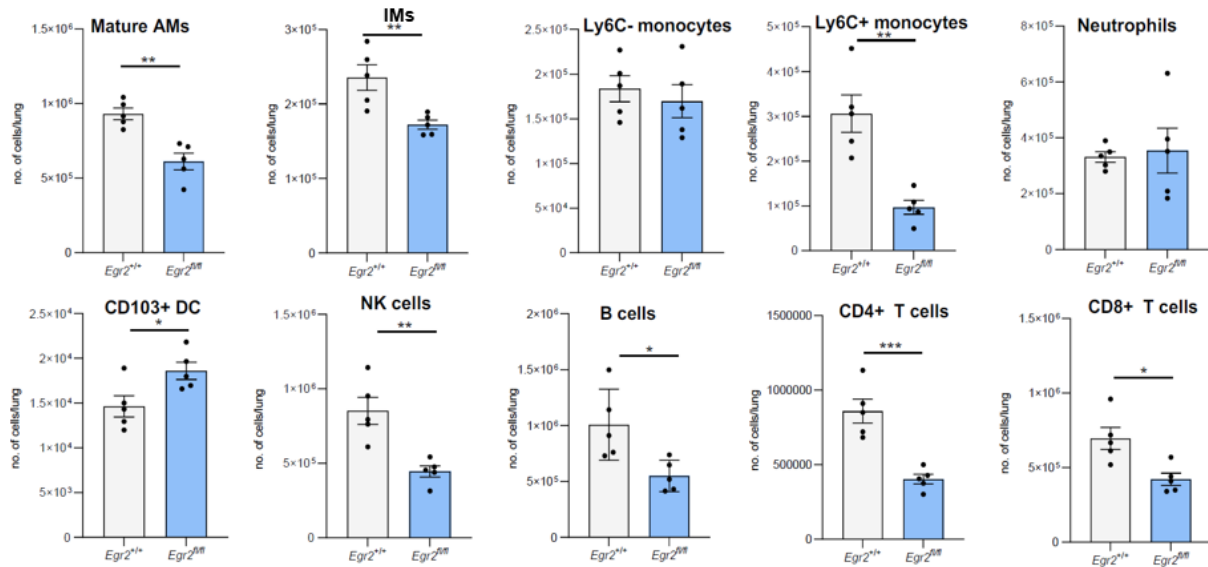 Mature AMs
no. of cells/lung
1.5×10⁶
1×10⁶
5×10⁵
0
**
Egr2+/+ Egr2fl/fl
IMs
no. of cells/lung
3×10⁵
2×10⁵
1×10⁵
0
**
Egr2+/+ Egr2fl/fl
Ly6C- monocytes
no. of cells/lung
2.5×10⁵
2×10⁵
1.5×10⁵
1×10⁵
5×10⁴
0
Egr2+/+ Egr2fl/fl
Ly6C+ monocytes
no. of cells/lung
5×10⁵
4×10⁵
3×10⁵
2×10⁵
1×10⁵
0
**
Egr2+/+ Egr2fl/fl
Neutrophils
no. of cells/lung
8×10⁵
6×10⁵
4×10⁵
2×10⁵
0
Egr2+/+ Egr2fl/fl
CD103+ DC
no. of cells/lung
2.5×10⁴
2×10⁴
1.5×10⁴
1×10⁴
5×10³
0
*
Egr2+/+ Egr2fl/fl
NK cells
no. of cells/lung
1.5×10⁶
1×10⁶
5×10⁵
0
**
Egr2+/+ Egr2fl/fl
B cells
no. of cells/lung
2×10⁶
1.5×10⁶
1×10⁶
5×10⁵
0
*
Egr2+/+ Egr2fl/fl
CD4+ T cells
no. of cells/lung
1500000
1000000
500000
0
***
Egr2+/+ Egr2fl/fl
CD8+ T cells
no. of cells/lung
1.5×10⁶
1×10⁶
5×10⁵
0
*
Egr2+/+ Egr2fl/fl